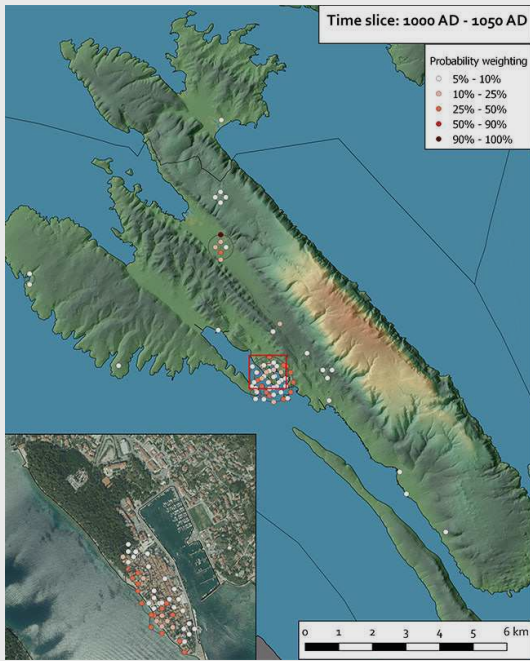 Time slice: 1000 AD - 1050 AD
Probability weighting
5% - 10%
10% - 25%
25% - 50%
50% - 90%
90% - 100%
0 1 2 3 4 5 6 km